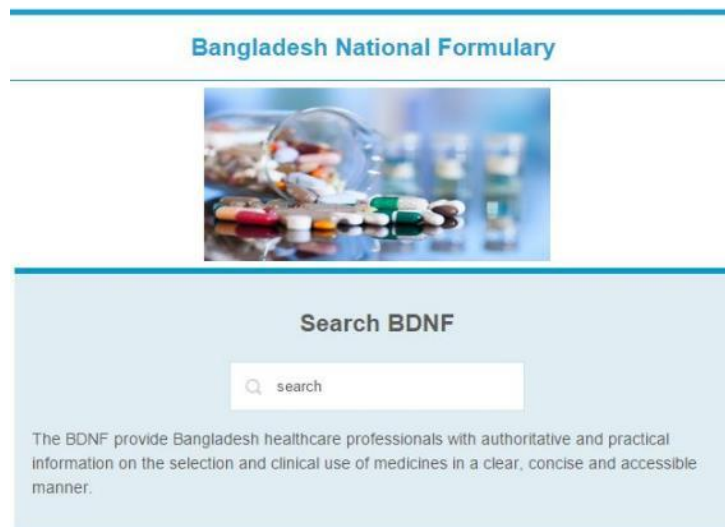 Bangladesh National Formulary
Search BDNF
search
The BDNF provide Bangladesh healthcare professionals with authoritative and practical
information on the selection and clinical use of medicines in a clear, concise and accessible
manner.